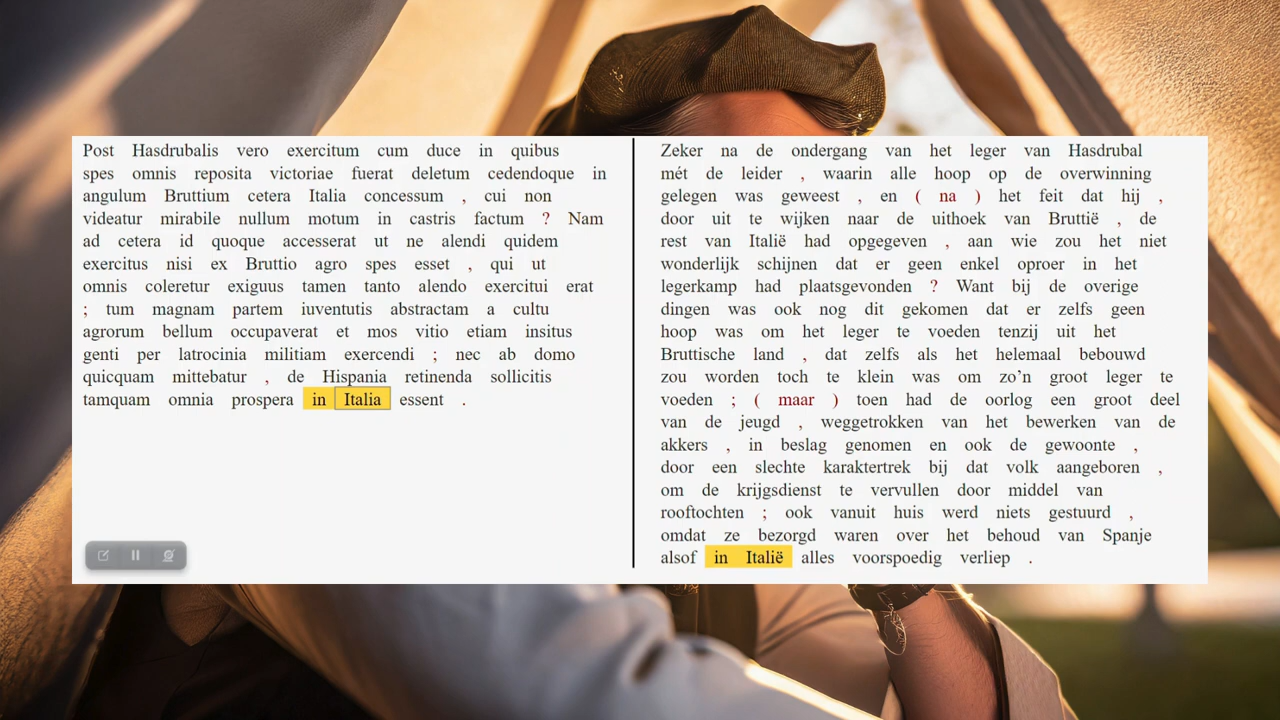 Post Hasdrubalis vero exercitum cum duce in quibus
spes omnis reposita victoriae fuerat deletum cedendoque in
angulum Bruttium cetera Italia concessum , cui non
videatur mirabile nullum motum in castris factum ? Nam
ad cetera id quoque accesserat ut ne alendi quidem
exercitus nisi ex Bruttio agro spes esset , qui ut
omnis coleretur exiguus tamen tanto alendo exercitui erat
; tum magnam partem iuventutis abstractam a cultu
agrorum bellum occupaverat et mos vitio etiam insitus
genti per latrocinia militiam exercendi ; nec ab domo
quicquam mittebatur , de Hispania retinenda sollicitis
tamquam omnia prospera in Italia essent .
Zeker na de ondergang van het leger van Hasdrubal
mét de leider , waarin alle hoop op de overwinning
gelegen was geweest , en ( na ) het feit dat hij ,
door uit te wijken naar de uithoek van Bruttië , de
rest van Italië had opgegeven , aan wie zou het niet
wonderlijk schijnen dat er geen enkel oproer in het
legerkamp had plaatsgevonden ? Want bij de overige
dingen was ook nog dit gekomen dat er zelfs geen
hoop was om het leger te voeden tenzij uit het
Bruttische land , dat zelfs als het helemaal bebouwd
zou worden toch te klein was om zo’n groot leger te
voeden ; ( maar ) toen had de oorlog een groot deel
van de jeugd , weggetrokken van het bewerken van de
akkers , in beslag genomen en ook de gewoonte ,
door een slechte karaktertrek bij dat volk aangeboren ,
om de krijgsdienst te vervullen door middel van
rooftochten ; ook vanuit huis werd niets gestuurd ,
omdat ze bezorgd waren over het behoud van Spanje
alsof in Italië alles voorspoedig verliep .